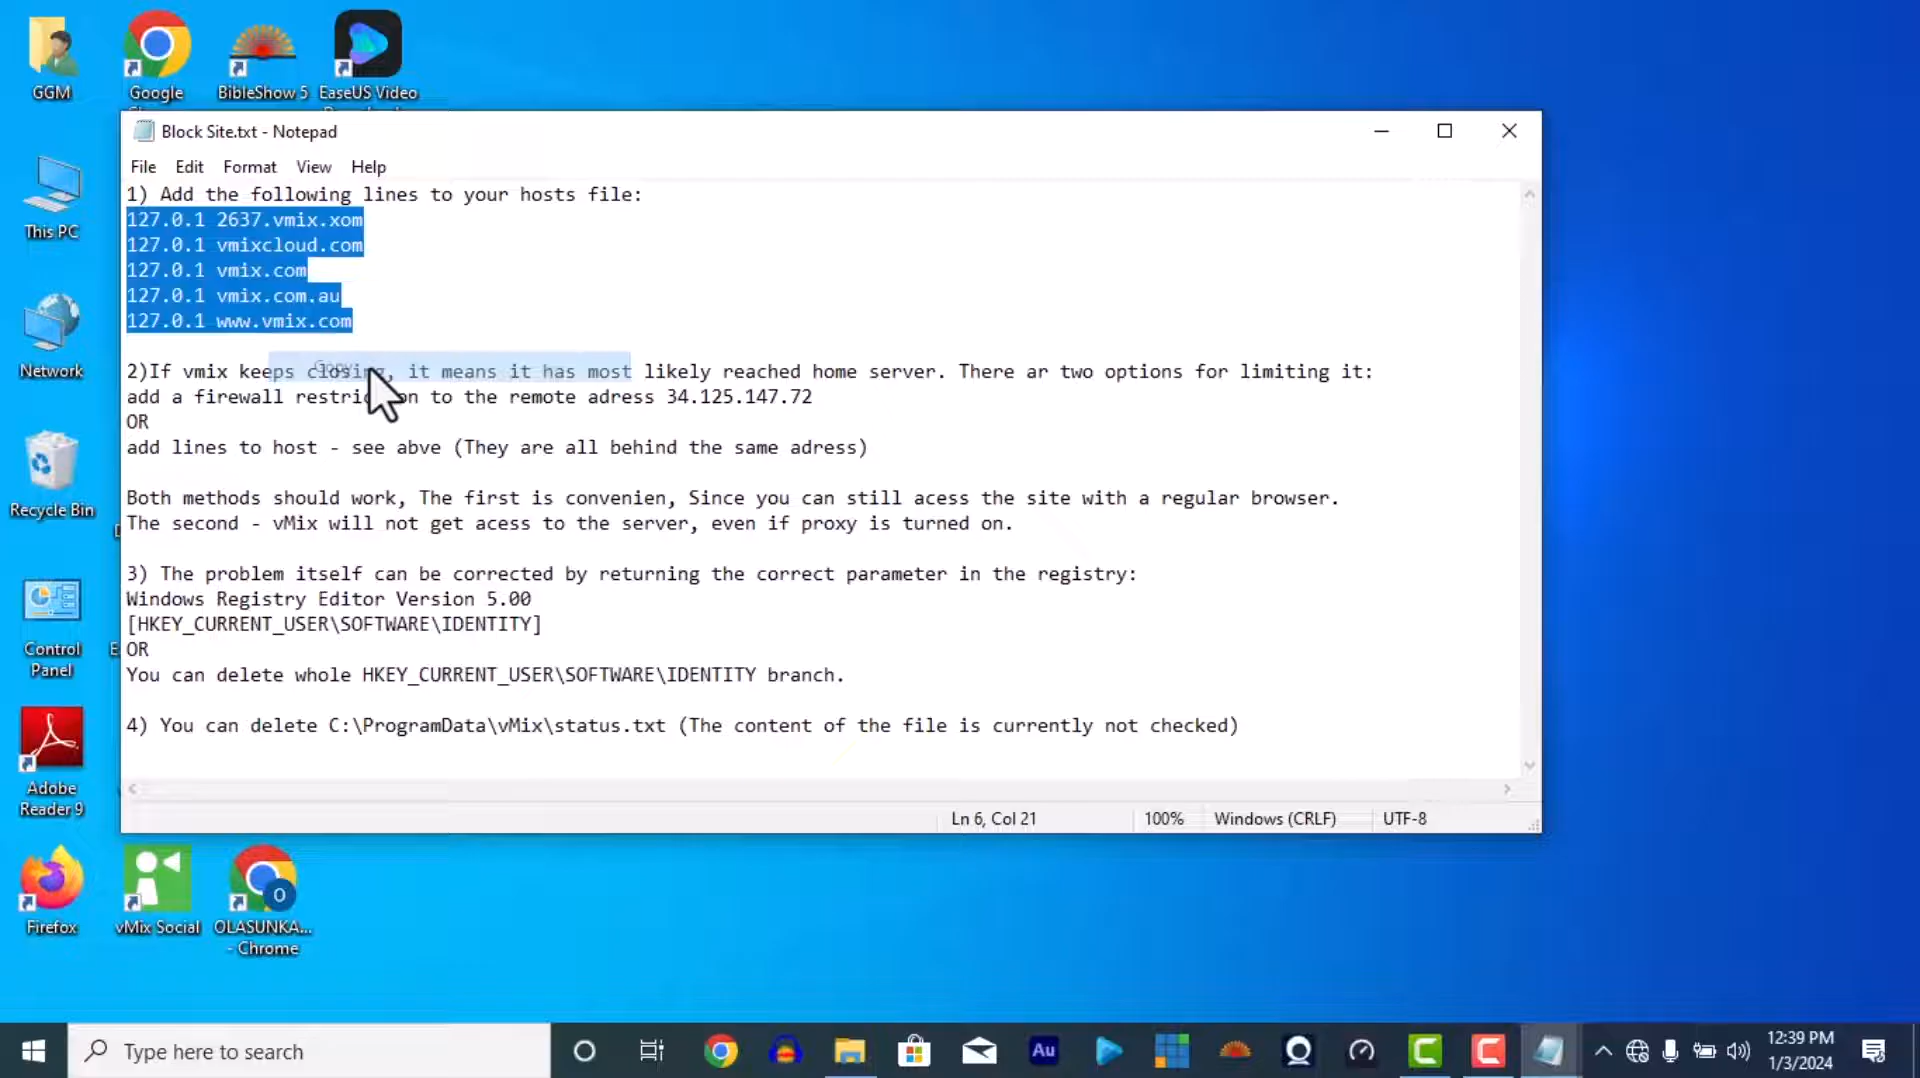 GGM
Google
BibleShow 5
EaseUS Video
Block Site.txt - Notepad
File Edit Format View Help
1) Add the following lines to your hosts file:
127.0.1 2637.vmix.xom
127.0.1 vmixcloud.com
127.0.1 vmix.com
127.0.1 vmix.com.au
127.0.1 www.vmix.com
2)If vmix keeps closing, it means it has most likely reached home server. There ar two options for limiting it:
add a firewall restriction to the remote adress 34.125.147.72
OR
add lines to host - see abve (They are all behind the same adress)
Both methods should work, The first is convenien, Since you can still acess the site with a regular browser.
The second - vMix will not get acess to the server, even if proxy is turned on.
3) The problem itself can be corrected by returning the correct parameter in the registry:
Windows Registry Editor Version 5.00
[HKEY_CURRENT_USER\SOFTWARE\IDENTITY]
OR
You can delete whole HKEY_CURRENT_USER\SOFTWARE\IDENTITY branch.
4) You can delete C:\ProgramData\vMix\status.txt (The content of the file is currently not checked)
Ln 6, Col 21
100%
Windows (CRLF)
UTF-8
This PC
Network
Recycle Bin
Control
Panel
Adobe
Reader 9
Firefox
vMix Social
OLASUNKA...
- Chrome
Type here to search
Au
12:39 PM
1/3/2024